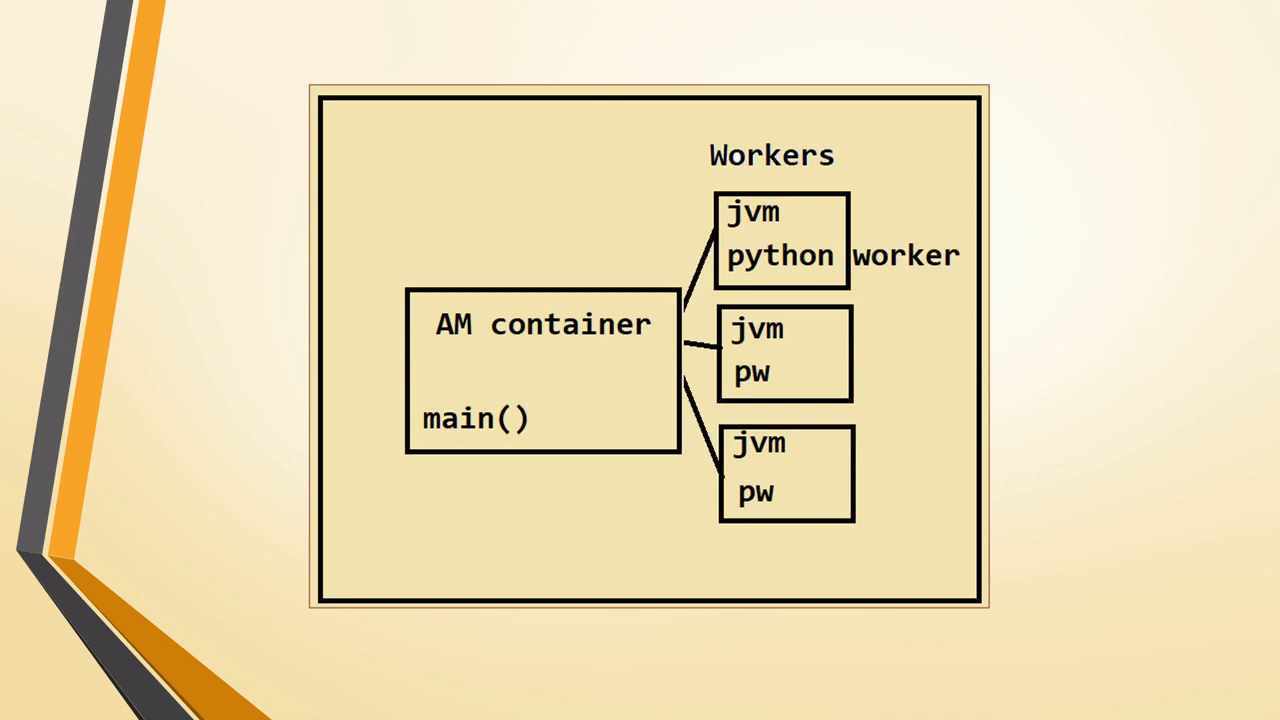 Workers
jvm
python worker
AM container
main()
jvm
pw
jvm
pw